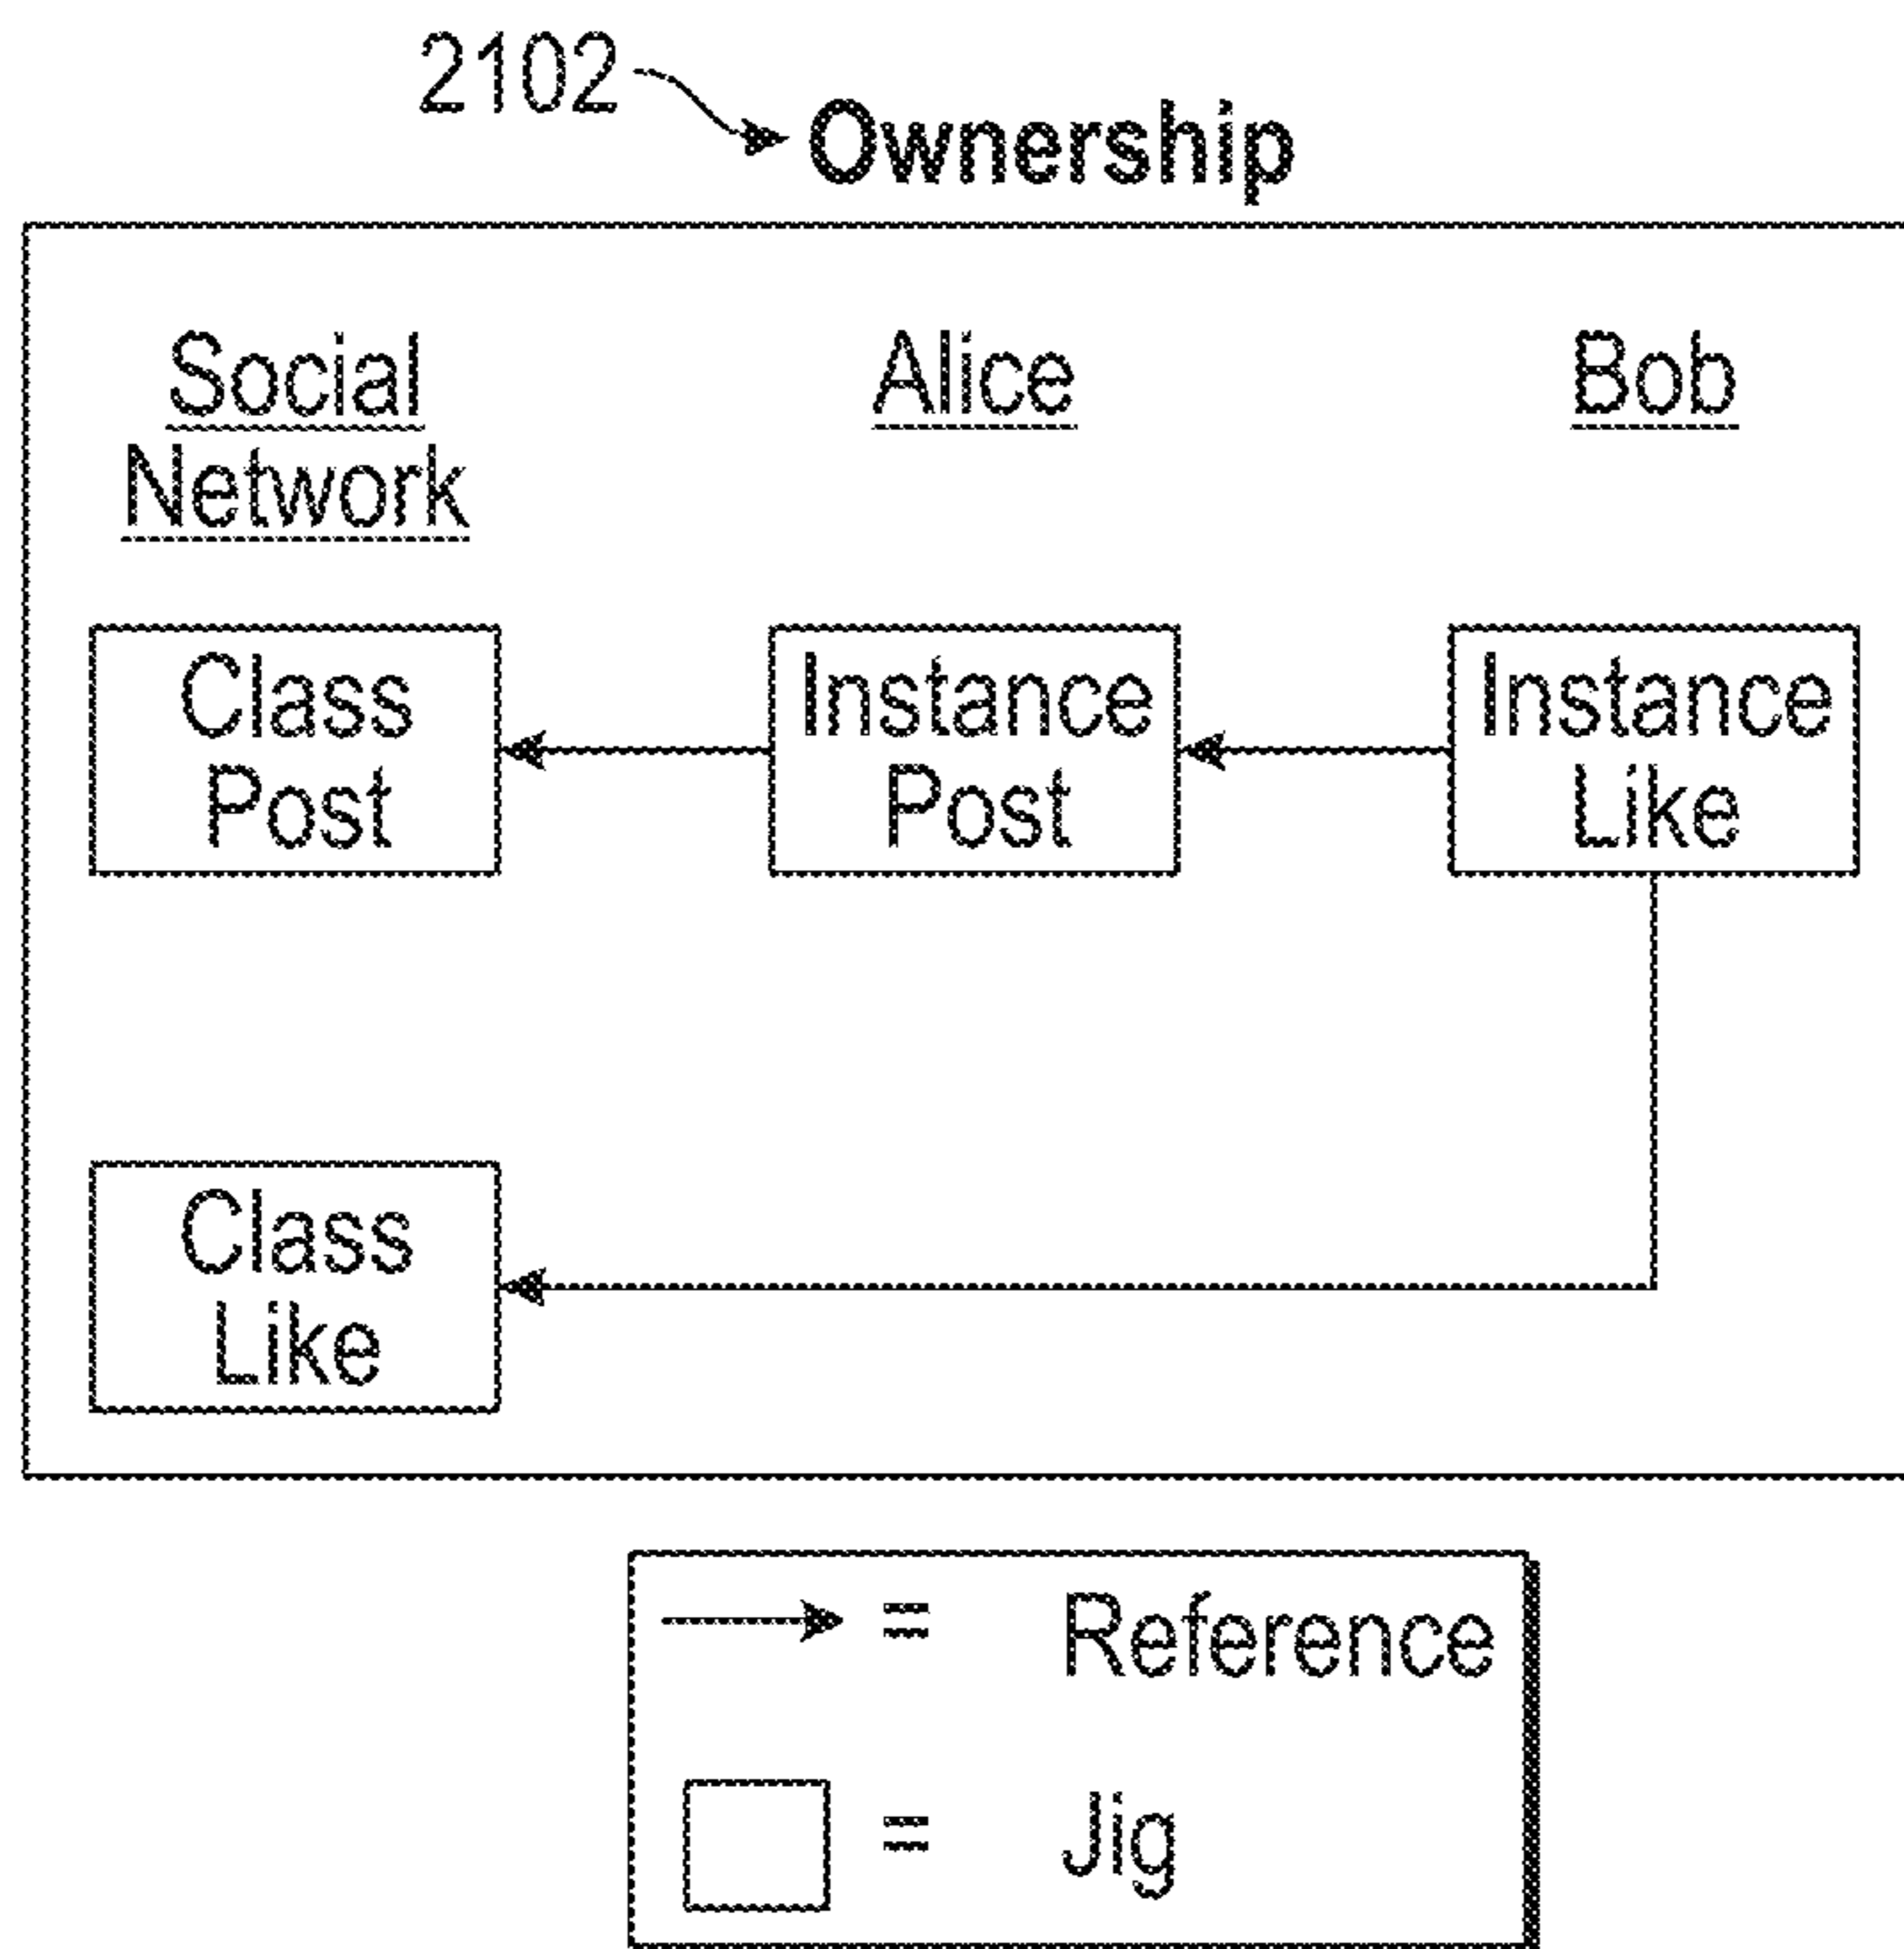 2102
Ownership
Social
Network
Alice
Bob
Class
Post
Instance
Post
Instance
Like
Class
Like
= Reference
= Jig